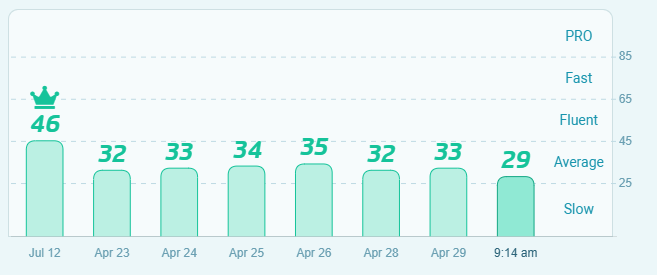 PRO
85
Fast
65
Fluent
45
Average
25
Slow
46
32
33
34
35
32
33
29
Jul 12
Apr 23
Apr 24
Apr 25
Apr 26
Apr 28
Apr 29
9:14 am